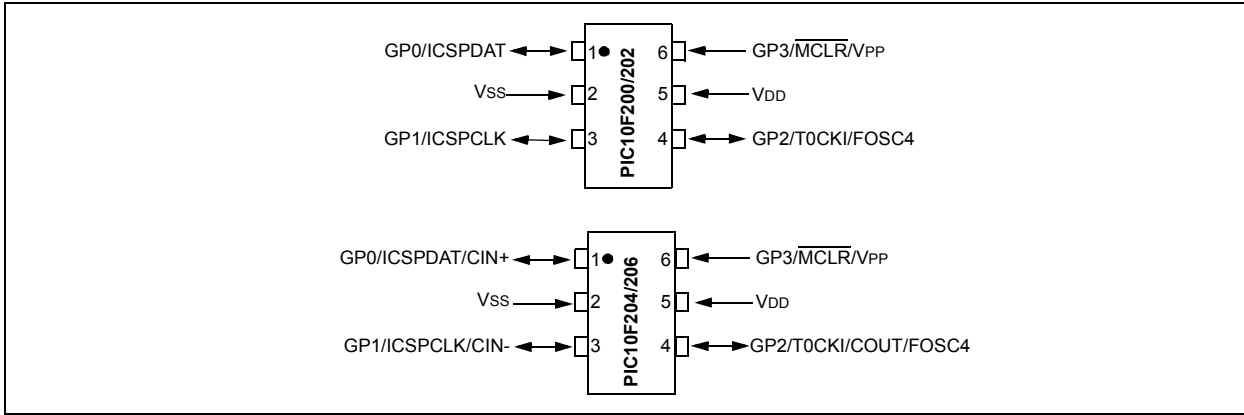 GP0/ICSPDAT 1 6 GP3/MCLR/VPP
VSS 2 5 VDD
GP1/ICSPCLK 3 4 GP2/T0CKI/FOSC4
PIC10F200/202
GP0/ICSPDAT/CIN+ 1 6 GP3/MCLR/VPP
VSS 2 5 VDD
GP1/ICSPCLK/CIN- 3 4 GP2/T0CKI/COUT/FOSC4
PIC10F204/206